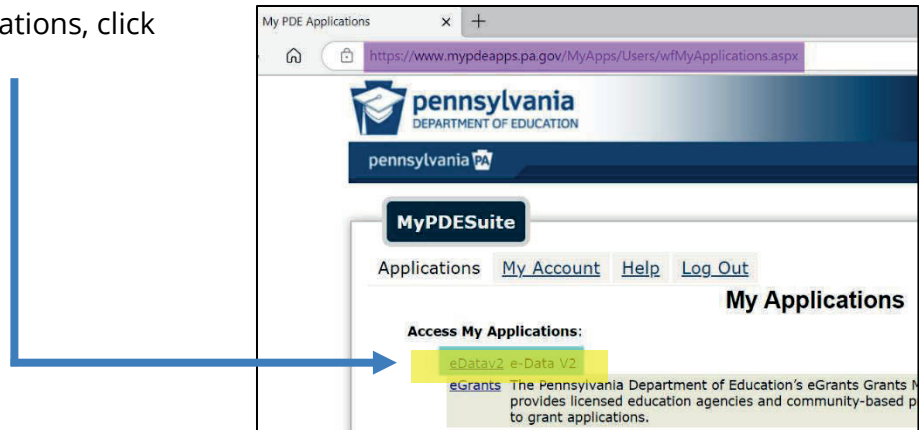 ations, click
My PDE Applications
https://www.mypdeapps.pa.gov/MyApps/Users/wfMyApplications.aspx
pennsylvania
DEPARTMENT OF EDUCATION
pennsylvania PA
MyPDESuite
Applications My Account Help Log Out
My Applications
Access My Applications:
eDatav2 e-Data V2
eGrants The Pennsylvania Department of Education's eGrants Grants
provides licensed education agencies and community-based
to grant applications.